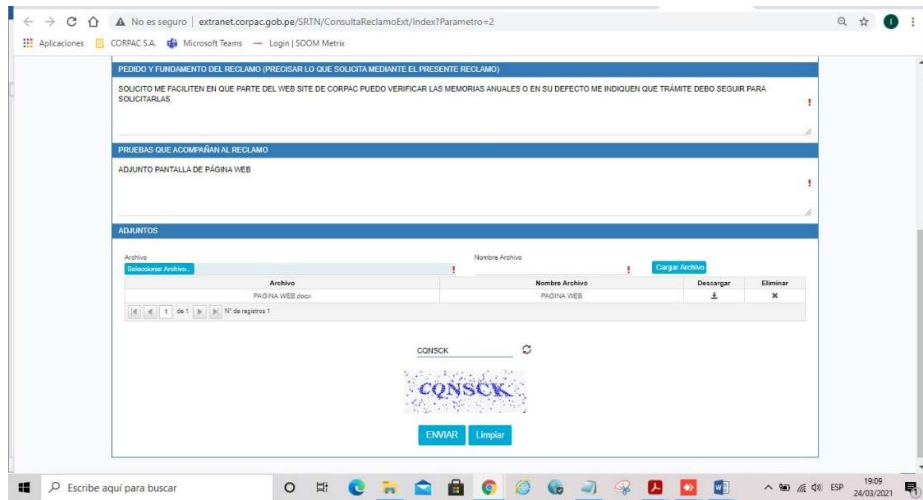 No es seguro | extranet.corpac.gob.pe/SRTN/ConsultaReclamoExt/Index?Parametro=2
Aplicaciones CORPAC S.A. Microsoft Teams Login | SOOM Metrix
PEDIDO Y FUNDAMENTO DEL RECLAMO (PRECISAR LO QUE SOLICITA MEDIANTE EL PRESENTE RECLAMO)
SOLICITO ME FACILITEN EN QUE PARTE DEL WEB SITE DE CORPAC PUEDO VERIFICAR LAS MEMORIAS ANUALES O EN SU DEFECTO ME INDIQUEN QUE TRÁMITE DEBO SEGUIR PARA
SOLICITARLAS
!
PRUEBAS QUE ACOMPAÑAN AL RECLAMO
ADJUNTO PANTALLA DE PÁGINA WEB
!
ADJUNTOS
Archivo Nombre Archivo
Seleccionar Archivo... ! ! Cargar Archivo
Archivo Nombre Archivo Descargar Eliminar
PAGINA WEB.docx PAGINA WEB
1 de 1 N° de registros 1
CQNSCK
CQNSCK
ENVIAR Limpiar
Escribe aquí para buscar ESP 19:09
24/03/2021